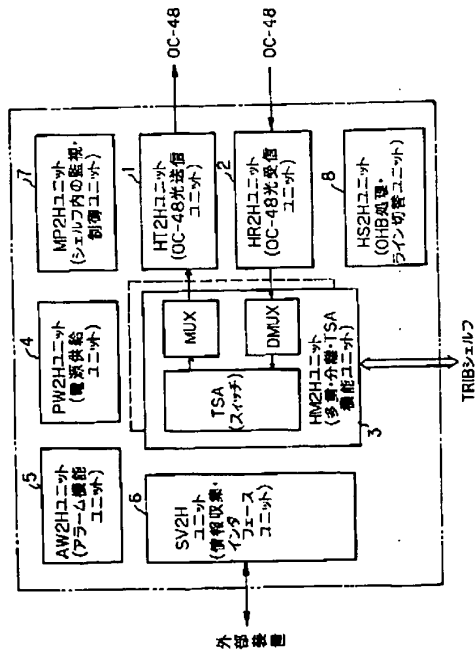 5
AW2Hユニット
(アラーム機能
ユニット)
4
PW2Hユニット
(電源供給
ユニット)
7
MP2Hユニット
(シェルフ内の監視・
制御ユニット)
6
SV2H
ユニット
(情報収集・
インタ
フェース
ユニット)
外部装置
TSA
(スイッチ)
MUX
DMUX
HM2Hユニット
(多重・分離・TSA
機能ユニット)
3
1
HT2Hユニット
(OC-48光送信
ユニット)
OC-48
2
HR2Hユニット
(OC-48光受信
ユニット)
OC-48
8
HS2Hユニット
(OHB処理・
ライン切替ユニット)
TRIBシェルフ